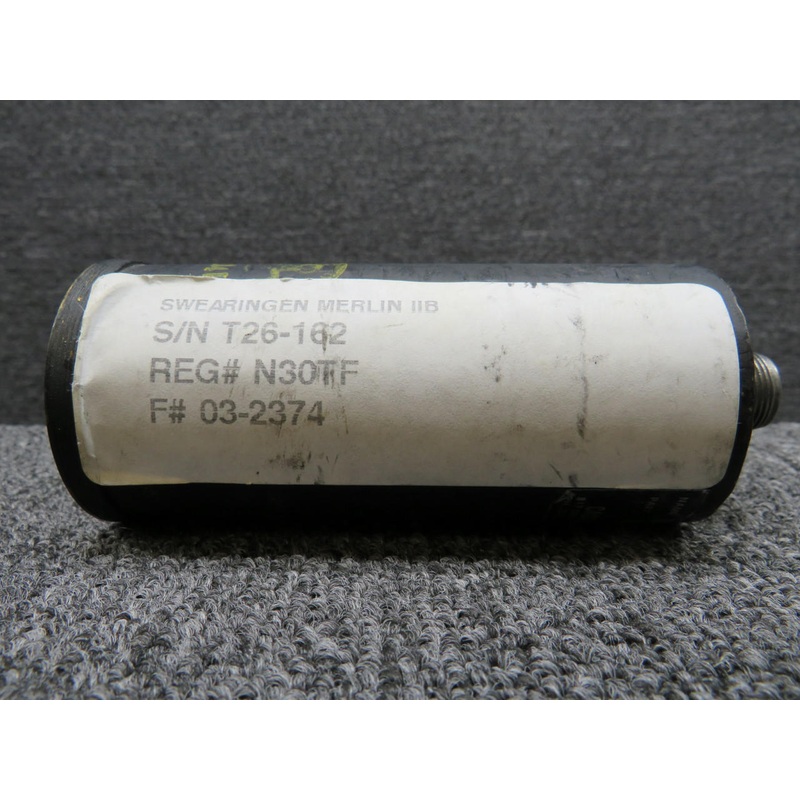 SWEARINGEN MERLIN IIB
S/N T26-162
REG# N30TF
F# 03-2374